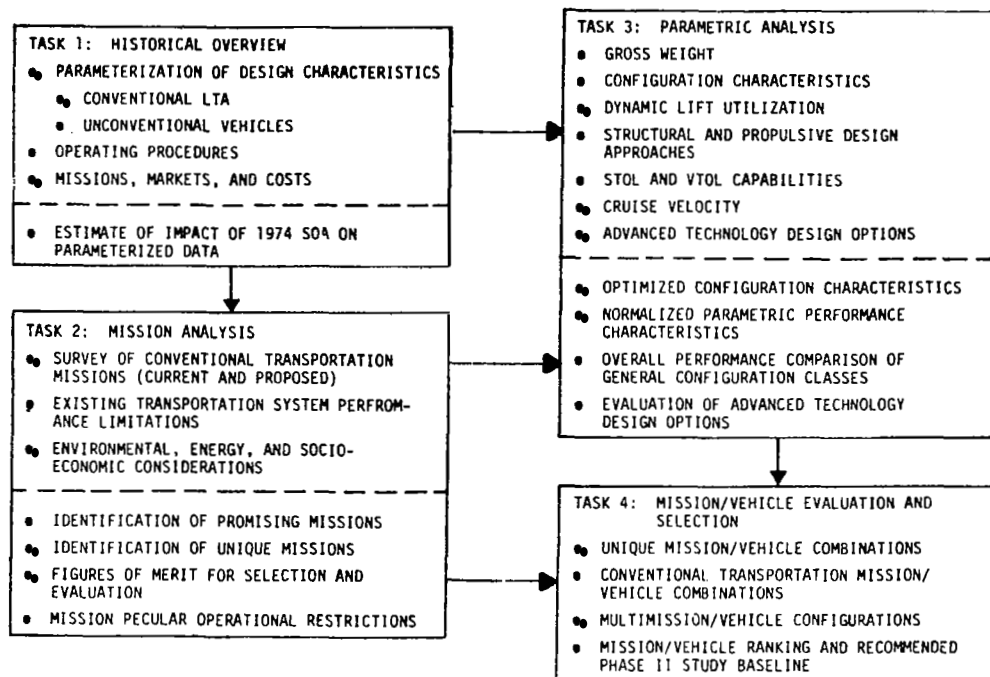 TASK 1: HISTORICAL OVERVIEW
PARAMETERIZATION OF DESIGN CHARACTERISTICS
CONVENTIONAL LTA
UNCONVENTIONAL VEHICLES
OPERATING PROCEDURES
MISSIONS, MARKETS, AND COSTS
ESTIMATE OF IMPACT OF 1974 SOA ON
PARAMETERIZED DATA
TASK 2: MISSION ANALYSIS
SURVEY OF CONVENTIONAL TRANSPORTATION
MISSIONS (CURRENT AND PROPOSED)
EXISTING TRANSPORTATION SYSTEM PERFROM-
ANCE LIMITATIONS
ENVIRONMENTAL, ENERGY, AND SOCIO-
ECONOMIC CONSIDERATIONS
IDENTIFICATION OF PROMISING MISSIONS
IDENTIFICATION OF UNIQUE MISSIONS
FIGURES OF MERIT FOR SELECTION AND
EVALUATION
MISSION PECULAR OPERATIONAL RESTRICTIONS
TASK 3: PARAMETRIC ANALYSIS
GROSS WEIGHT
CONFIGURATION CHARACTERISTICS
DYNAMIC LIFT UTILIZATION
STRUCTURAL AND PROPULSIVE DESIGN
APPROACHES
STOL AND VTOL CAPABILITIES
CRUISE VELOCITY
ADVANCED TECHNOLOGY DESIGN OPTIONS
OPTIMIZED CONFIGURATION CHARACTERISTICS
NORMALIZED PARAMETRIC PERFORMANCE
CHARACTERISTICS
OVERALL PERFORMANCE COMPARISON OF
GENERAL CONFIGURATION CLASSES
EVALUATION OF ADVANCED TECHNOLOGY
DESIGN OPTIONS
TASK 4: MISSION/VEHICLE EVALUATION AND
SELECTION
UNIQUE MISSION/VEHICLE COMBINATIONS
CONVENTIONAL TRANSPORTATION MISSION/
VEHICLE COMBINATIONS
MULTIMISSION/VEHICLE CONFIGURATIONS
MISSION/VEHICLE RANKING AND RECOMMENDED
PHASE II STUDY BASELINE